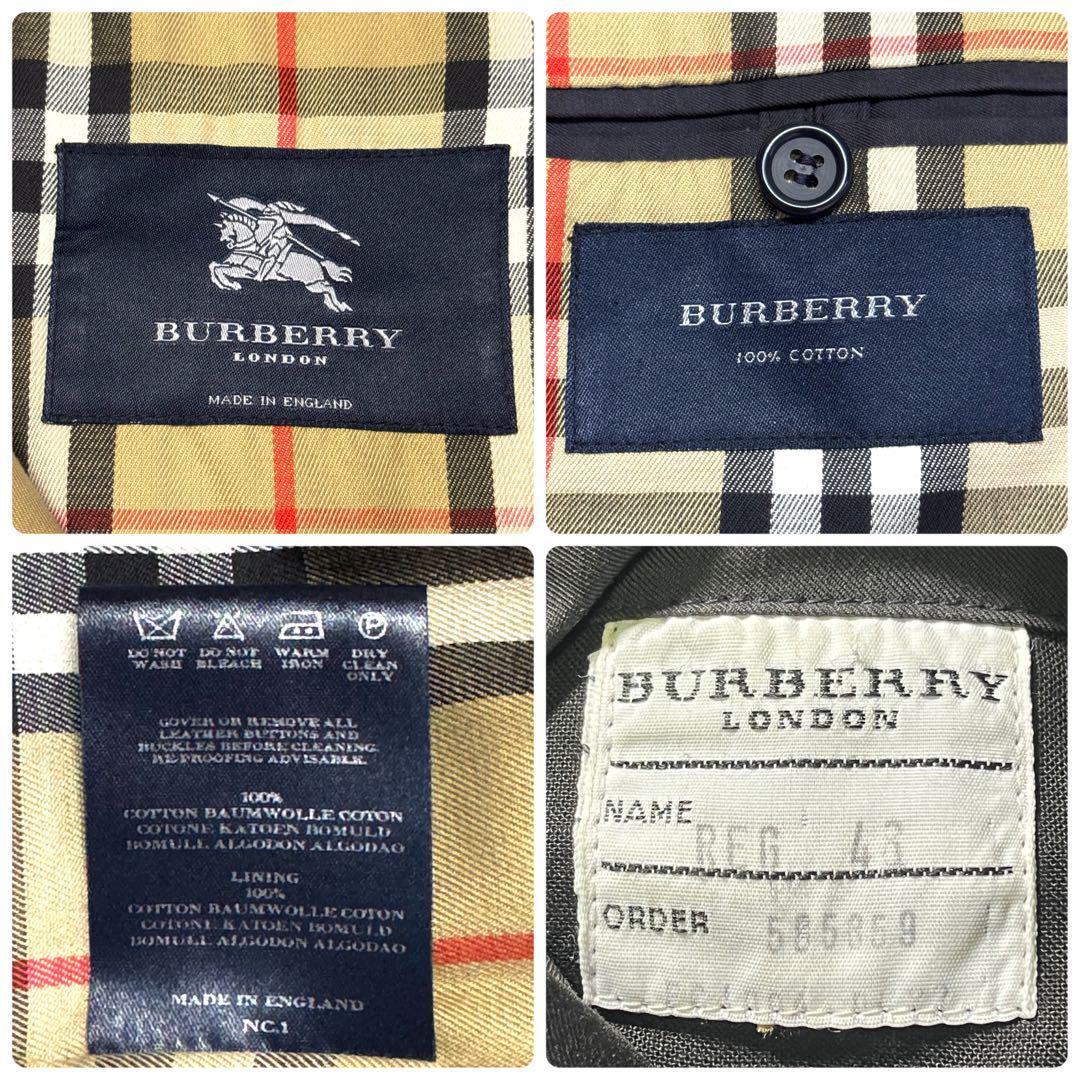 BURBERRY
LONDON
MADE IN ENGLAND
BURBERRY
100% COTTON
DO NOT WASH
DO NOT BLEACH
WARM IRON
P
DRY CLEAN ONLY
COVER OR REMOVE ALL
LEATHER BUTTONS AND
BUCKLES BEFORE CLEANING.
REPROOFING ADVISABLE.
100%
COTTON BAUMWOLLE COTON
COTONE KATOEN BOMULD
BOMULL ALGODON ALGODAO
LINING
100%
COTTON BAUMWOLLE COTON
COTONE KATOEN BOMULD
BOMULL ALGODON ALGODAO
MADE IN ENGLAND
NC.1
BURBERRY
LONDON
NAME
REG 43
ORDER
565359